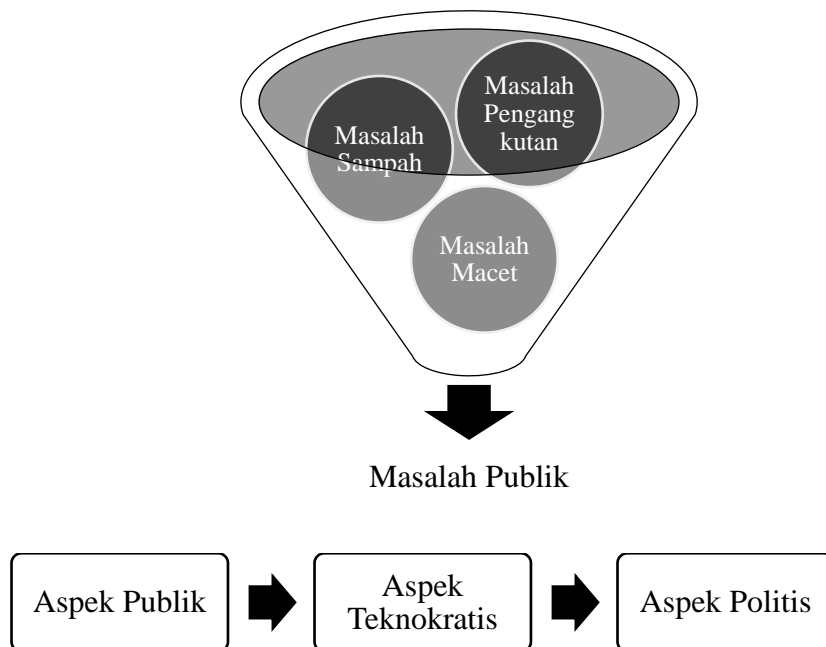 Masalah
Pengang
kutan
Masalah
Sampah
Masalah
Macet
Masalah Publik
Aspek Publik
Aspek
Teknokratis
Aspek Politis